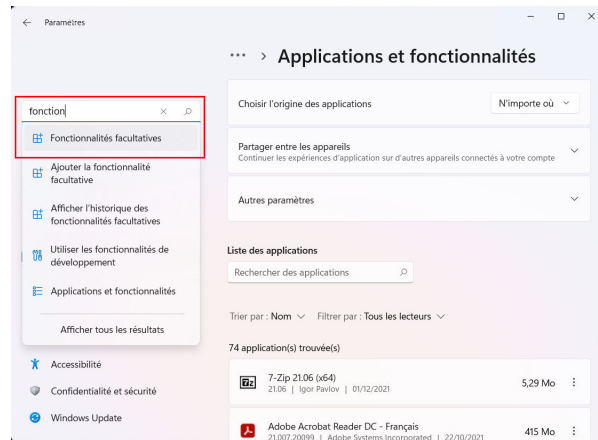 Paramètres
··· > Applications et fonctionnalités
fonction
Fonctionnalités facultatives
Ajouter la fonctionnalité
facultative
Afficher l'historique des
fonctionnalités facultatives
Utiliser les fonctionnalités de
développement
Applications et fonctionnalités
Afficher tous les résultats
Accessibilité
Confidentialité et sécurité
Windows Update
Choisir l'origine des applications
N'importe où
Partager entre les appareils
Continuer les expériences d'application sur d'autres appareils connectés à votre compte
Autres paramètres
Liste des applications
Rechercher des applications
Trier par : Nom Filtrer par : Tous les lecteurs
74 application(s) trouvée(s)
7-Zip 21.06 (x64)
21.06 | Igor Pavlov | 01/12/2021
5,29 Mo
Adobe Acrobat Reader DC - Français
21.007.20099 | Adobe Systems Incorporated | 22/10/2021
415 Mo